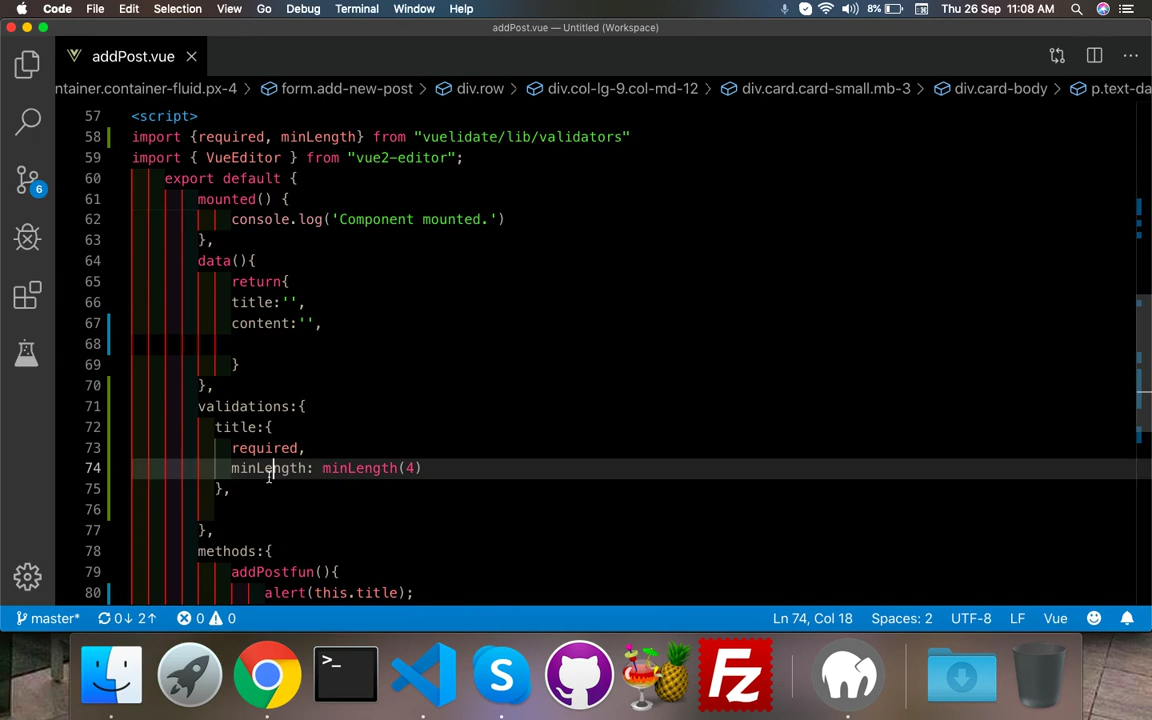 Code File Edit Selection View Go Debug Terminal Window Help 8% Thu 26 Sep 11:08 AM
addPost.vue — Untitled (Workspace)
addPost.vue
ntainer.container-fluid.px-4 > form.add-new-post > div.row > div.col-lg-9.col-md-12 > div.card.card-small.mb-3 > div.card-body > p.text-da
57 <script>
58 import {required, minLength} from "vuelidate/lib/validators"
59 import { VueEditor } from "vue2-editor";
60 export default {
61 mounted() {
62 console.log('Component mounted.')
63 },
64 data(){
65 return{
66 title:'',
67 content:'',
68
69 }
70 },
71 validations:{
72 title:{
73 required,
74 minLength: minLength(4)
75 },
76
77 },
78 methods:{
79 addPostfun(){
80 alert(this.title);
6
master* 0↓ 2↑ 0 0 Ln 74, Col 18 Spaces: 2 UTF-8 LF Vue
>_
S
FZ